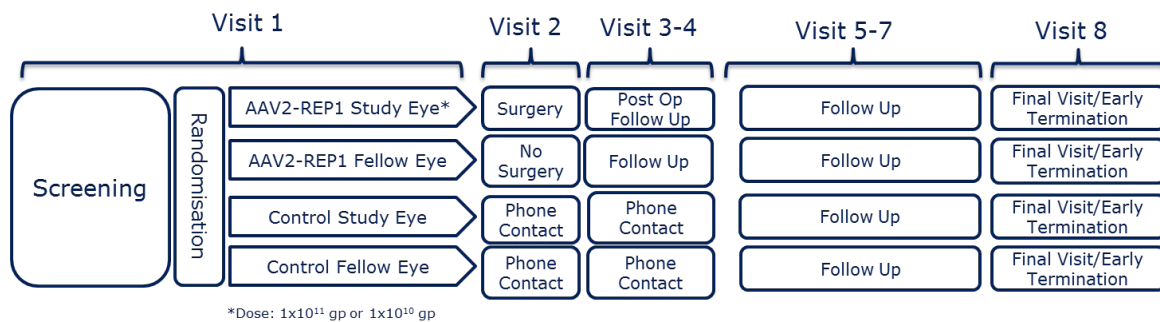 Visit 1
Visit 2
Visit 3-4
Visit 5-7
Visit 8
Screening
Randomisation
AAV2-REP1 Study Eye*
Surgery
Post Op
Follow Up
Follow Up
Final Visit/Early
Termination
AAV2-REP1 Fellow Eye
No
Surgery
Follow Up
Follow Up
Final Visit/Early
Termination
Control Study Eye
Phone
Contact
Phone
Contact
Follow Up
Final Visit/Early
Termination
Control Fellow Eye
Phone
Contact
Phone
Contact
Follow Up
Final Visit/Early
Termination
*Dose: 1x10¹¹ gp or 1x10¹⁰ gp